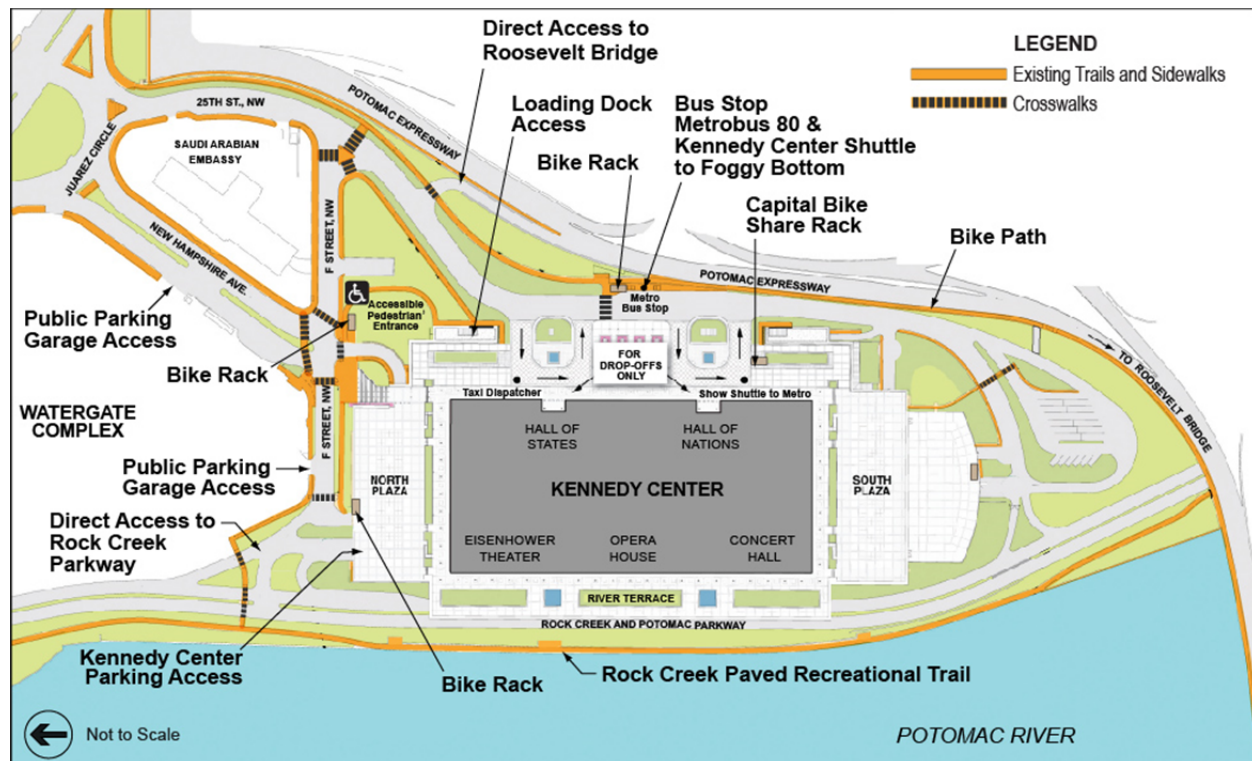 Direct Access to
Roosevelt Bridge
LEGEND
Existing Trails and Sidewalks
Crosswalks
Loading Dock
Access
Bus Stop
Metrobus 80 &
Kennedy Center Shuttle
to Foggy Bottom
Bike Rack
Capital Bike
Share Rack
Bike Path
25TH ST., NW
POTOMAC EXPRESSWAY
SAUDI ARABIAN
EMBASSY
JUAREZ CIRCLE
NEW HAMPSHIRE AVE.
F STREET, NW
POTOMAC EXPRESSWAY
Accessible
Pedestrian
Entrance
Metro
Bus Stop
TO ROOSEVELT BRIDGE
Public Parking
Garage Access
Bike Rack
FOR
DROP-OFFS
ONLY
Taxi Dispatcher
Show Shuttle to Metro
WATERGATE
COMPLEX
F STREET, NW
HALL OF
STATES
HALL OF
NATIONS
Public Parking
Garage Access
NORTH
PLAZA
KENNEDY CENTER
SOUTH
PLAZA
Direct Access to
Rock Creek
Parkway
EISENHOWER
THEATER
OPERA
HOUSE
CONCERT
HALL
RIVER TERRACE
ROCK CREEK AND POTOMAC PARKWAY
Kennedy Center
Parking Access
Bike Rack
Rock Creek Paved Recreational Trail
Not to Scale
POTOMAC RIVER